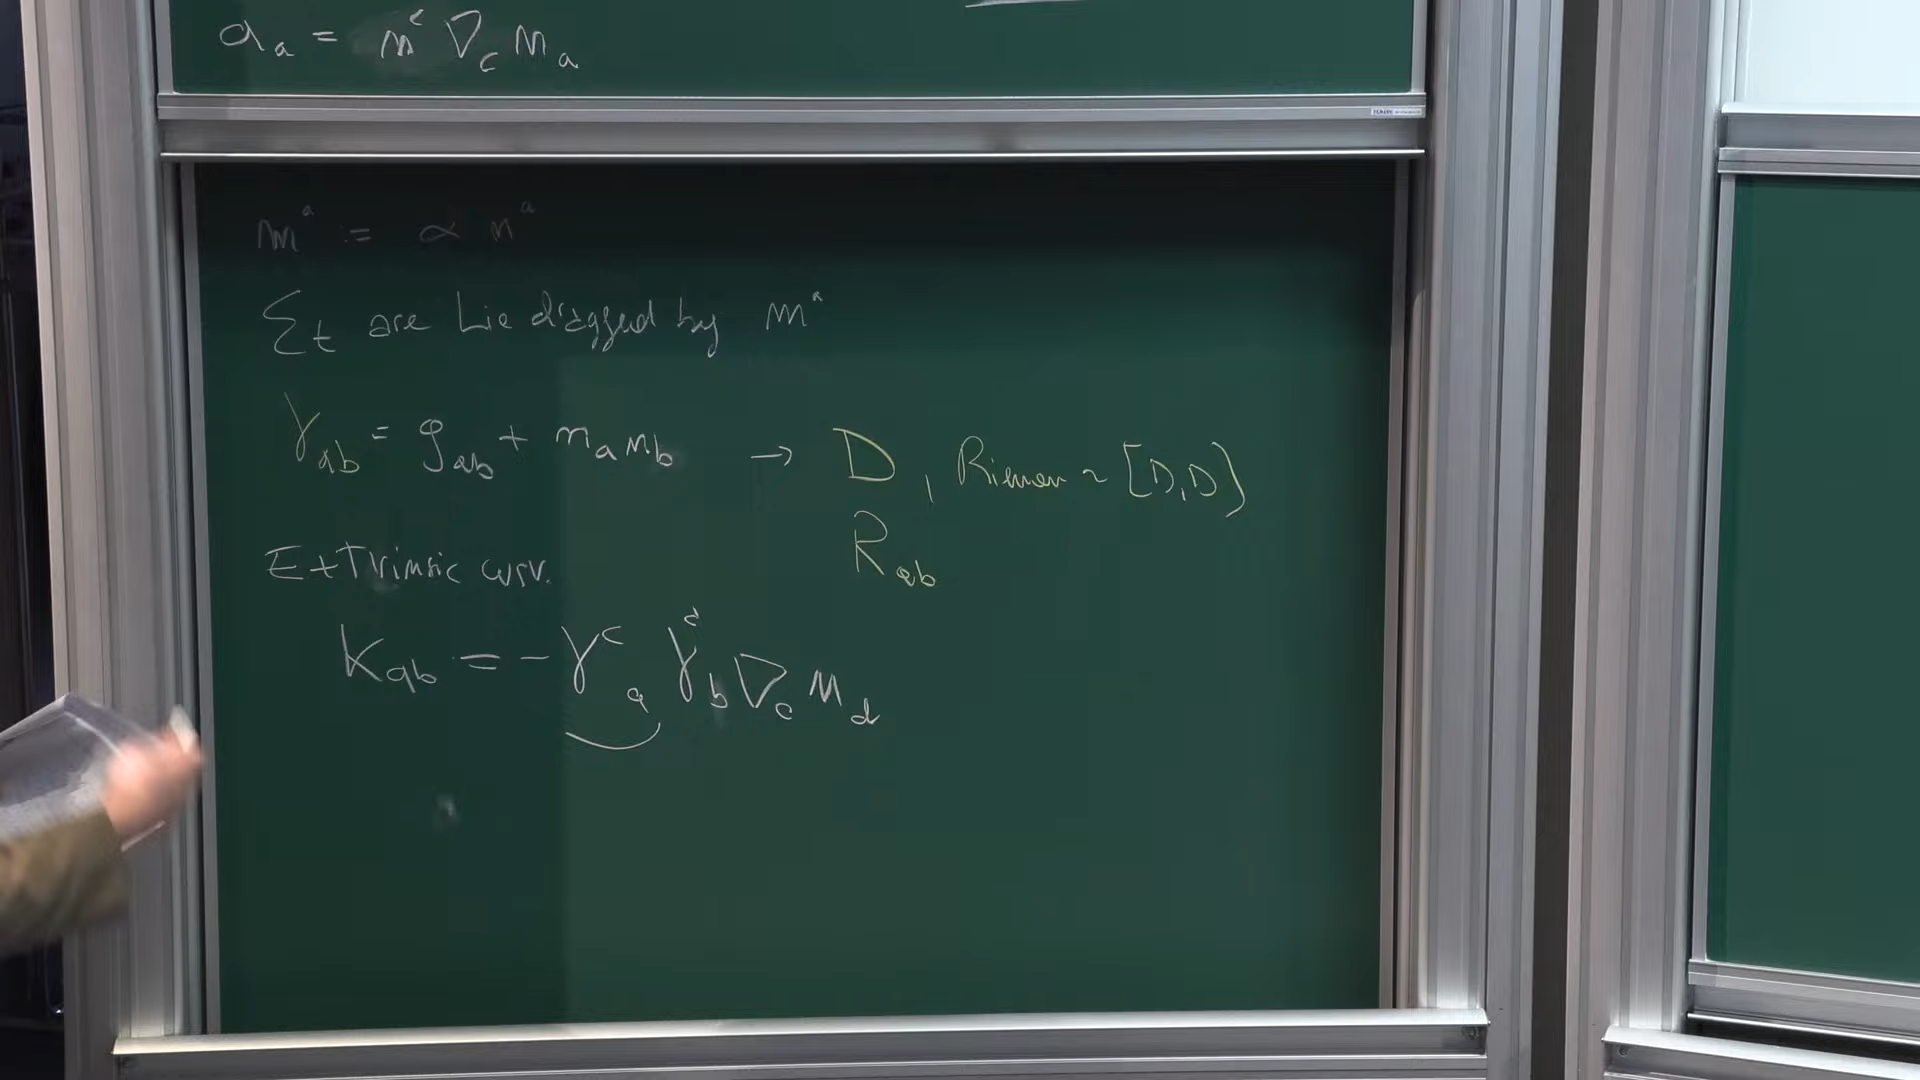 a_a = n^c ∇_c n_a
m^a := α n^a
Σ_t are Lie dragged by m^a
γ_ab = g_ab + n_a n_b → D, Riemann ~ [D,D]
R_ab
Extrinsic curv.
K_ab = -γ^c_a γ^d_b ∇_c n_d